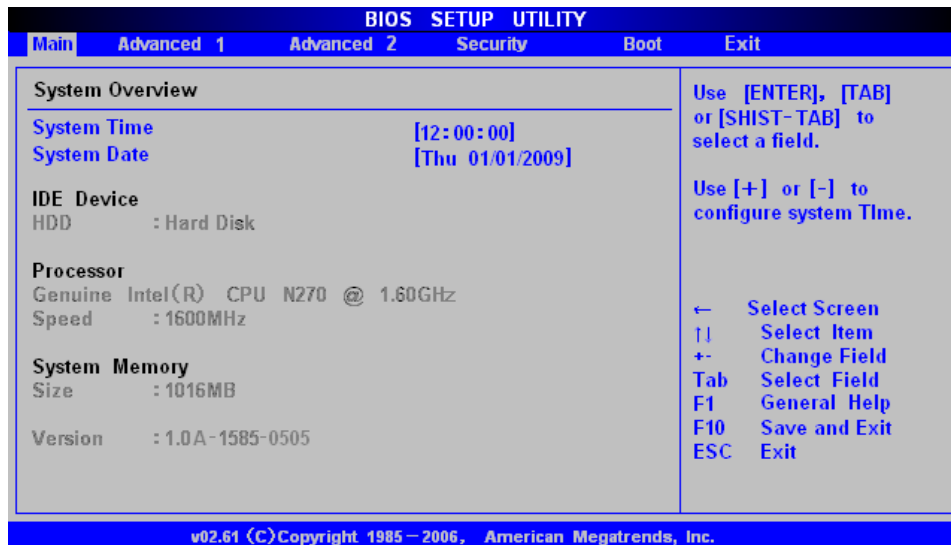 BIOS SETUP UTILITY
Main Advanced 1 Advanced 2 Security Boot Exit
System Overview
System Time [12:00:00]
System Date [Thu 01/01/2009]
IDE Device
HDD : Hard Disk
Processor
Genuine Intel(R) CPU N270 @ 1.60GHz
Speed : 1600MHz
System Memory
Size : 1016MB
Version : 1.0A-1585-0505
Use [ENTER], [TAB]
or [SHIST-TAB] to
select a field.
Use [+] or [-] to
configure system TIme.
← Select Screen
↑↓ Select Item
+- Change Field
Tab Select Field
F1 General Help
F10 Save and Exit
ESC Exit
v02.61 (C)Copyright 1985-2006, American Megatrends, Inc.